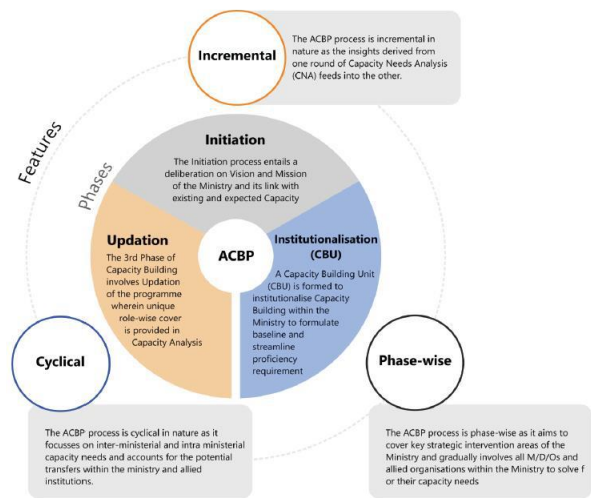 Incremental
The ACBP process is incremental in
nature as the insights derived from
one round of Capacity Needs Analysis
(CNA) feeds into the other.
Features
Phases
Initiation
The Initiation process entails a
deliberation on Vision and Mission
of the Ministry and its link with
existing and expected Capacity
Updation
The 3rd Phase of
Capacity Building
involves Updation
of the programme
wherein unique
role-wise cover
is provided in
Capacity Analysis
ACBP
Institutionalisation
(CBU)
A Capacity Building Unit
(CBU) is formed to
institutionalise Capacity
Building within the
Ministry to formulate
baseline and
streamline
proficiency
requirement
Cyclical
The ACBP process is cyclical in nature as it
focusses on inter-ministerial and intra ministerial
capacity needs and accounts for the potential
transfers within the ministry and allied
institutions.
Phase-wise
The ACBP process is phase-wise as it aims to
cover key strategic intervention areas of the
Ministry and gradually involves all M/D/Os and
allied organisations within the Ministry to solve f
or their capacity needs